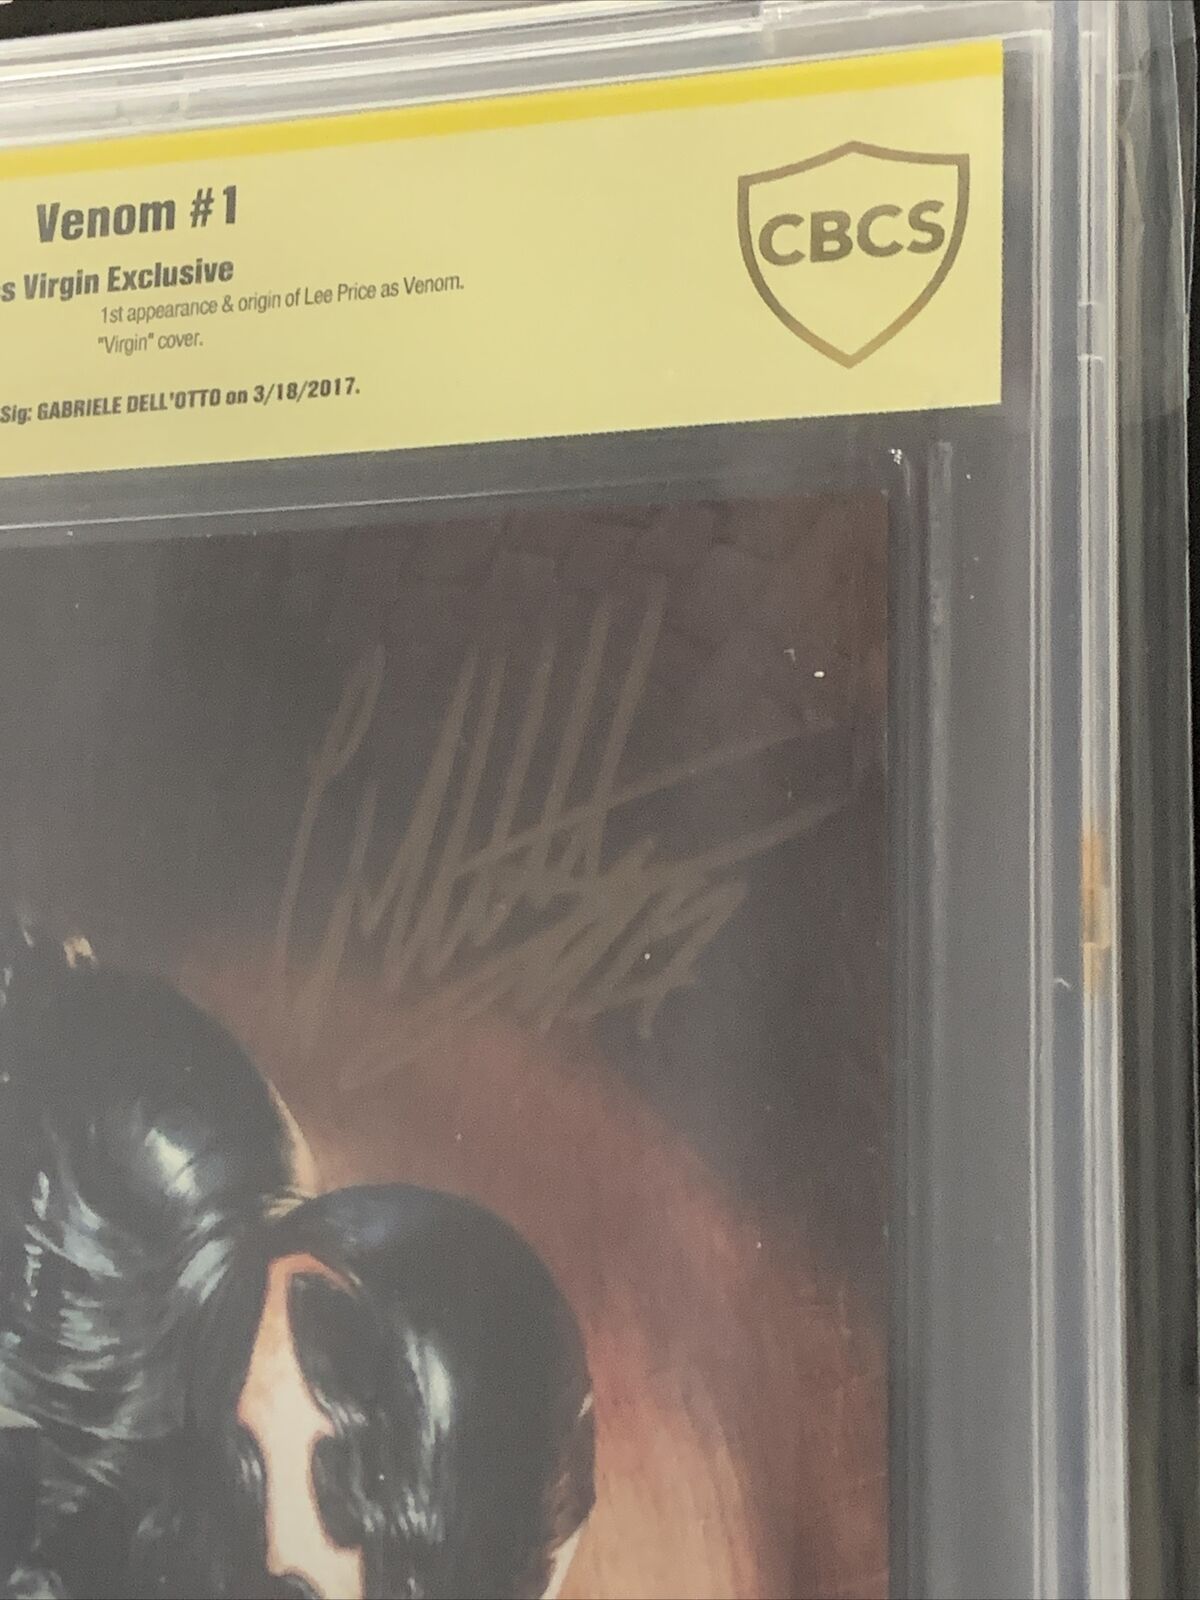 Venom #1
CBCS
s Virgin Exclusive
1st appearance & origin of Lee Price as Venom.
"Virgin" cover.
Sig: GABRIELE DELL'OTTO on 3/18/2017.